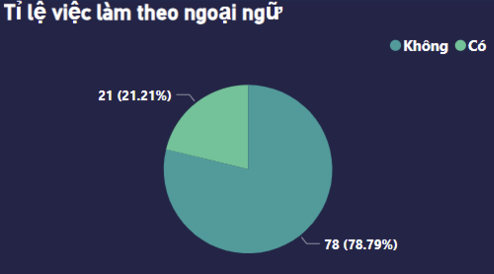 Tỉ lệ việc làm theo ngoại ngữ
Không Có
21 (21.21%)
78 (78.79%)